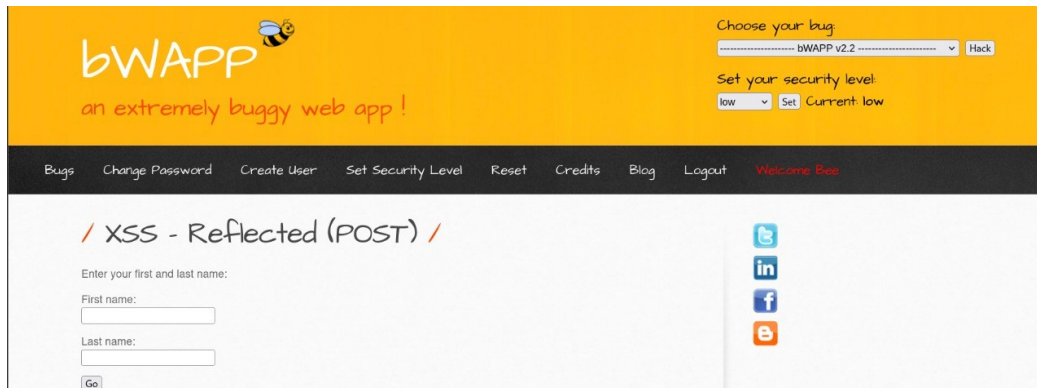 bWAPP
an extremely buggy web app !
Choose your bug:
---------------------- bWAPP v2.2 ----------------------- Hack
Set your security level:
low Set Current: low
Bugs Change Password Create User Set Security Level Reset Credits Blog Logout Welcome Bee
/ XSS - Reflected (POST) /
Enter your first and last name:
First name:
Last name:
Go
in
f